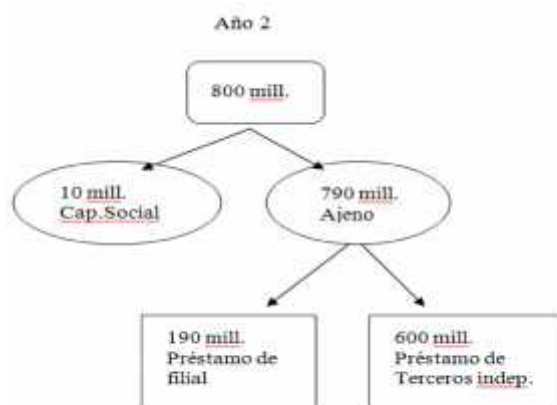 Año 2
800 mill.
10 mill.
Cap.Social
790 mill.
Ajeno
190 mill.
Préstamo de
filial
600 mill.
Préstamo de
Terceros indep.